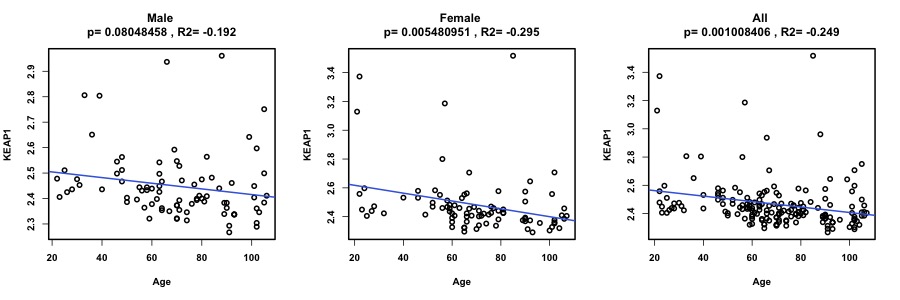 Male
p= 0.08048458 , R2= -0.192
KEAP1
2.9
2.8
2.7
2.6
2.5
2.4
2.3
20 40 60 80 100
Age
Female
p= 0.005480951 , R2= -0.295
KEAP1
3.4
3.2
3.0
2.8
2.6
2.4
20 40 60 80 100
Age
All
p= 0.001008406 , R2= -0.249
KEAP1
3.4
3.2
3.0
2.8
2.6
2.4
20 40 60 80 100
Age